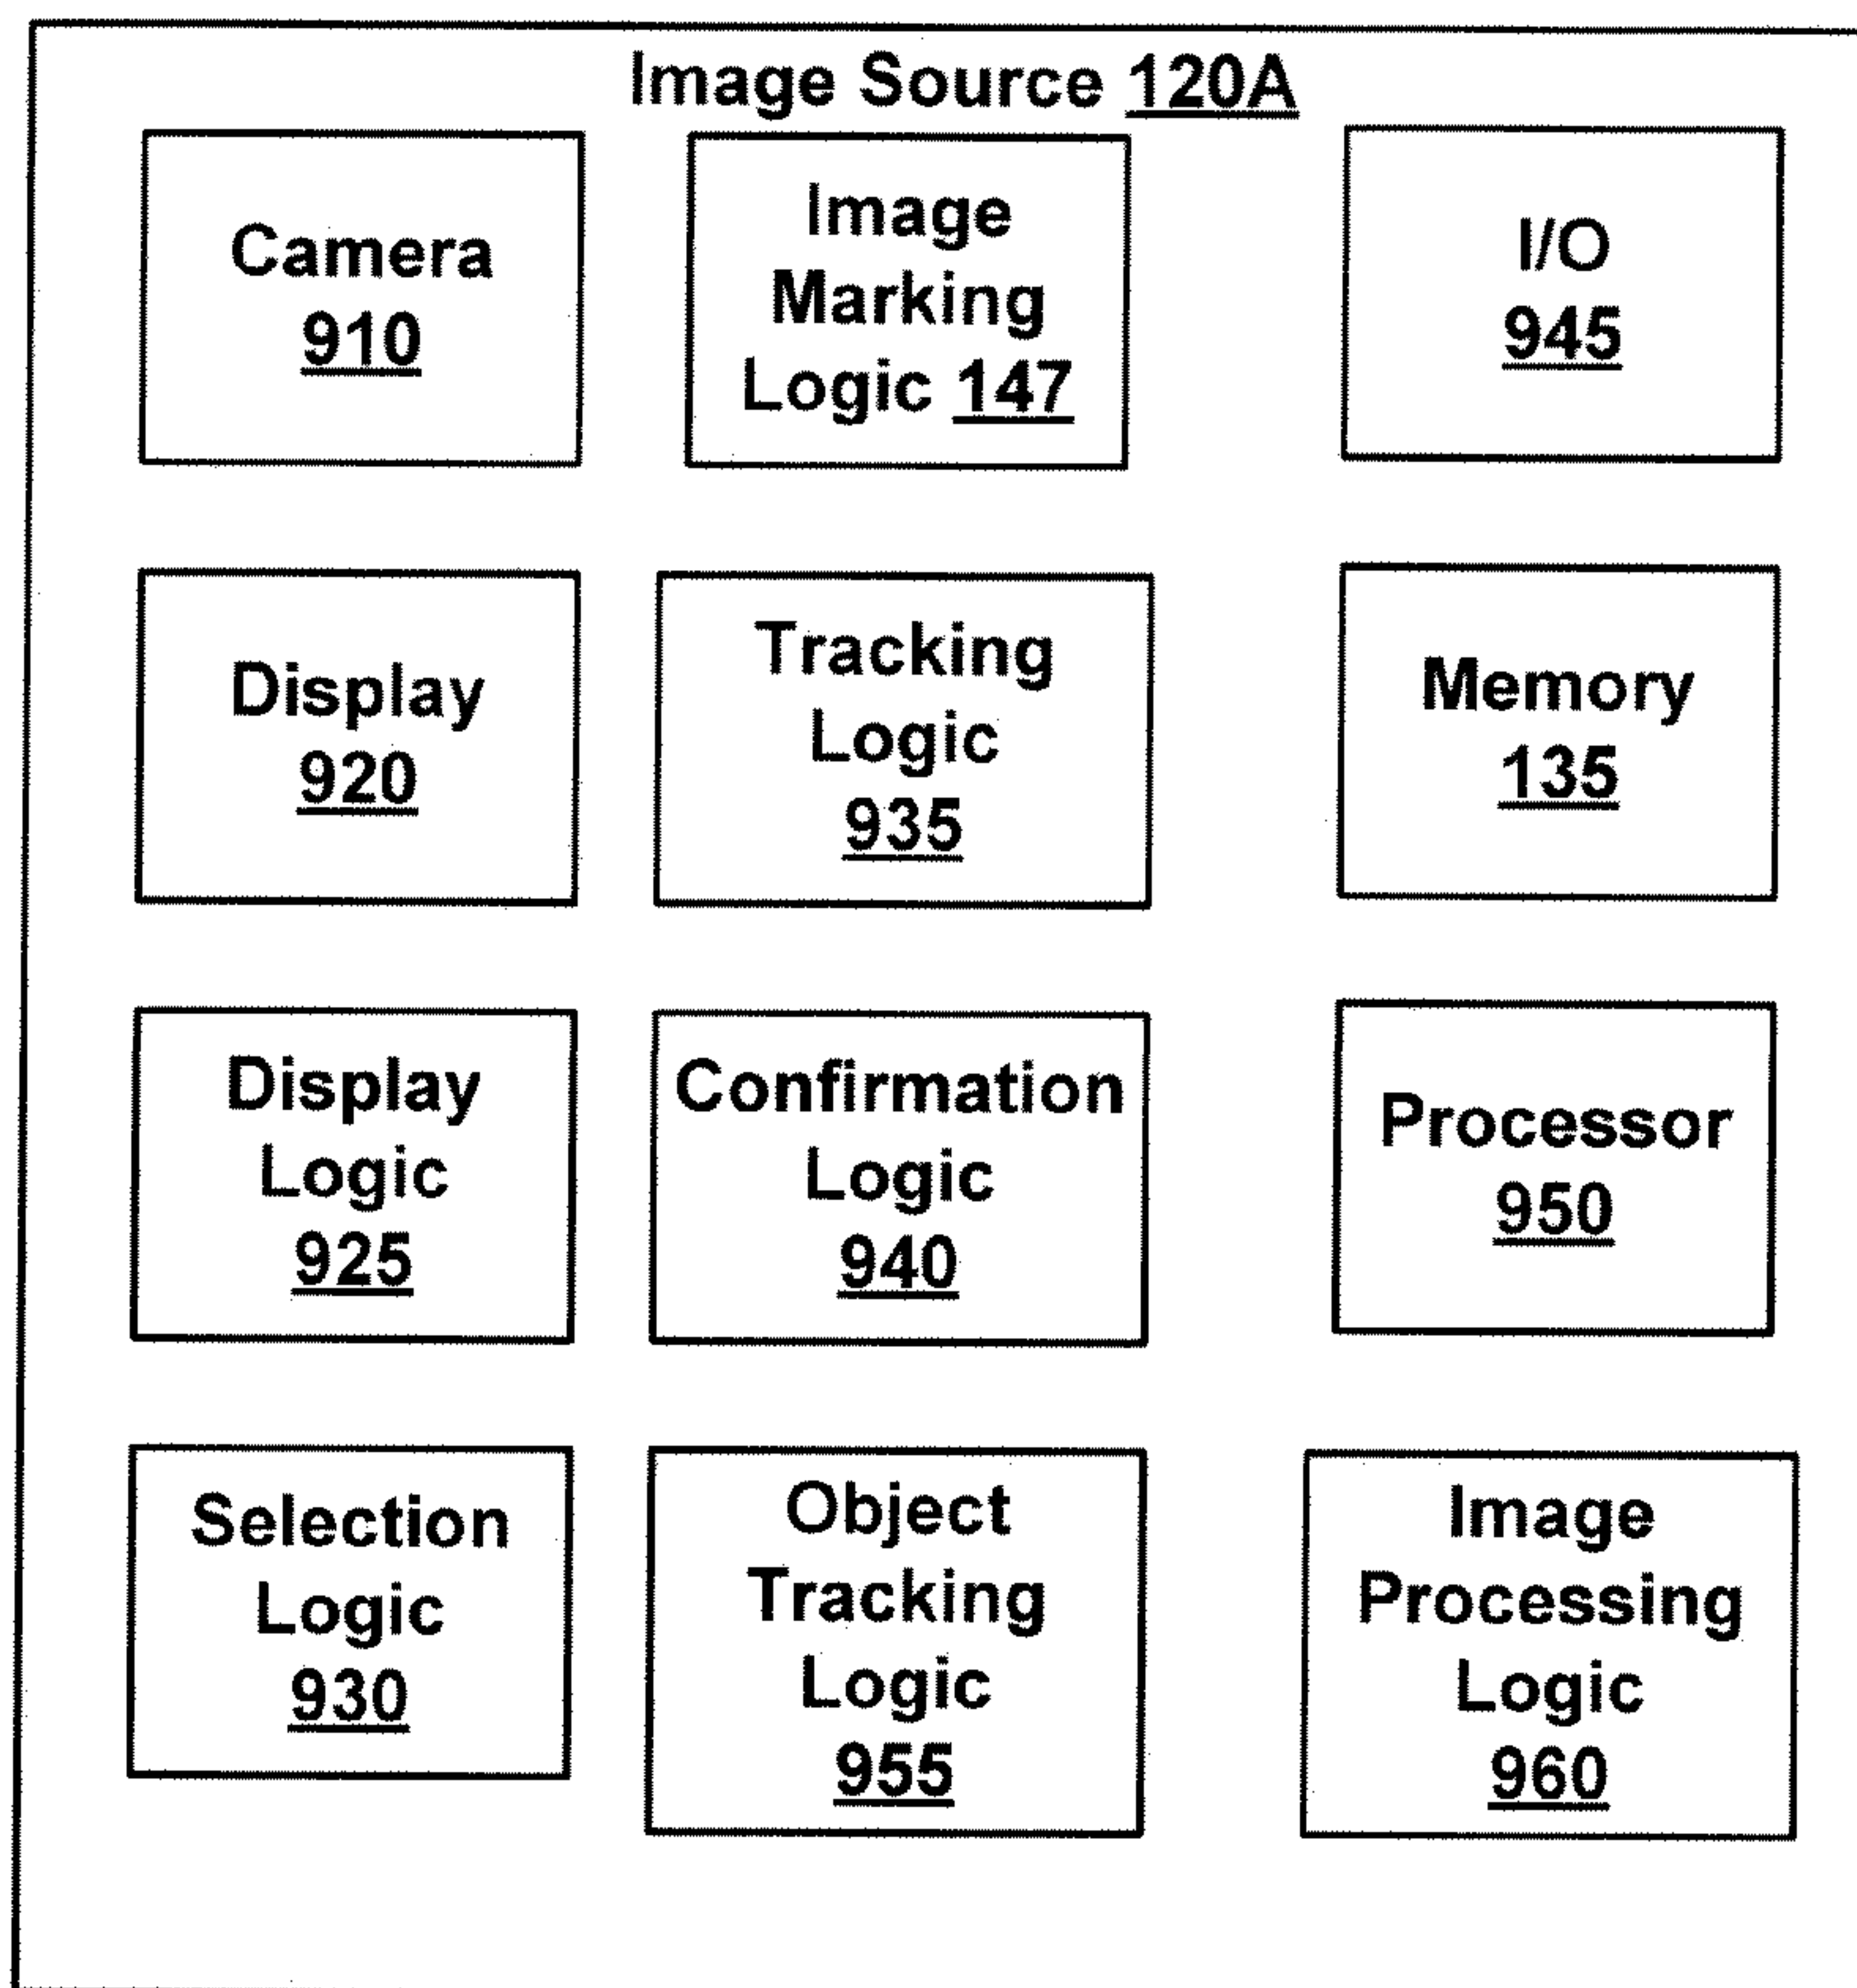 Image Source 120A
Camera
910
Image
Marking
Logic 147
I/O
945
Display
920
Tracking
Logic
935
Memory
135
Display
Logic
925
Confirmation
Logic
940
Processor
950
Selection
Logic
930
Object
Tracking
Logic
955
Image
Processing
Logic
960